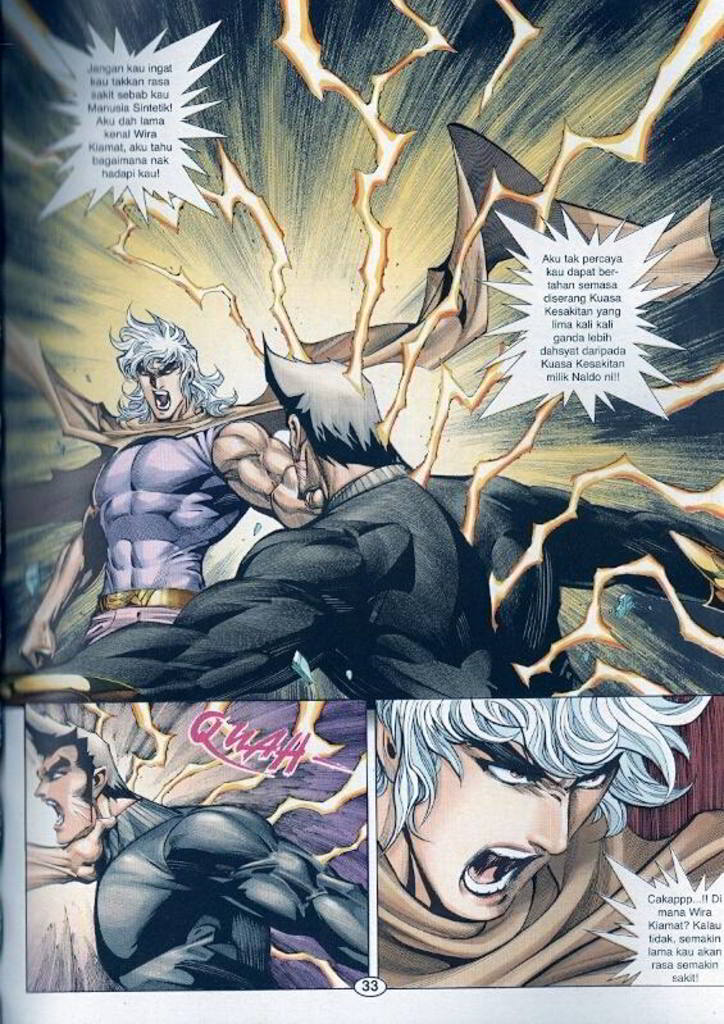 Jangan kau ingat
kau takkan rasa
sakit sebab kau
Manusia Sintetik!
Aku dah lama
kenal Wira
Kiamat, aku tahu
bagaimana nak
hadapi kau!
Aku tak percaya
kau dapat ber-
tahan semasa
diserang Kuasa
Kesakitan yang
lima kali kali
ganda lebih
dahsyat daripada
Kuasa Kesakitan
milik Naldo ni!!
QUAH
Cakappp...!! Di
mana Wira
Kiamat? Kalau
tidak, semakin
lama kau akan
rasa semakin
sakit!
33